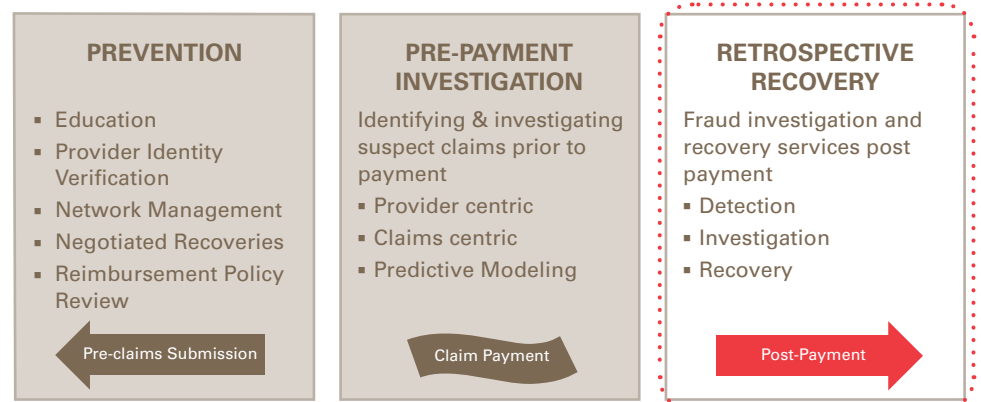 PREVENTION
▪ Education
▪ Provider Identity
Verification
▪ Network Management
▪ Negotiated Recoveries
▪ Reimbursement Policy
Review
Pre-claims Submission
PRE-PAYMENT
INVESTIGATION
Identifying & investigating
suspect claims prior to
payment
▪ Provider centric
▪ Claims centric
▪ Predictive Modeling
Claim Payment
RETROSPECTIVE
RECOVERY
Fraud investigation and
recovery services post
payment
▪ Detection
▪ Investigation
▪ Recovery
Post-Payment